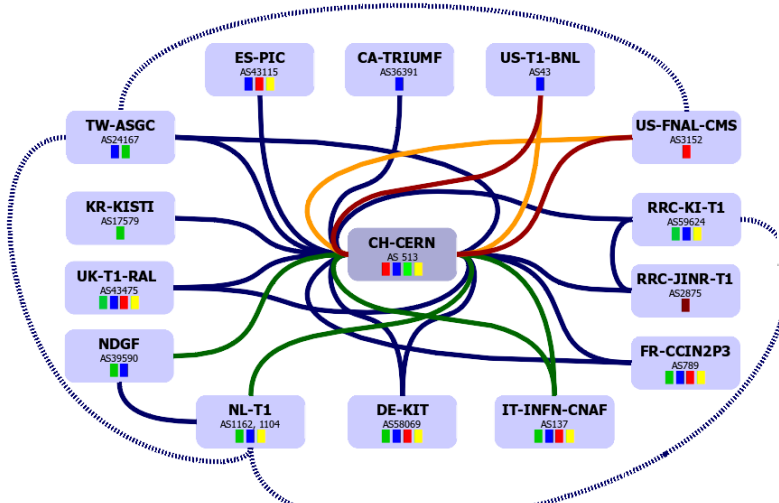 ES-PIC
AS43115
CA-TRIUMF
AS36391
US-T1-BNL
AS43
TW-ASGC
AS24167
US-FNAL-CMS
AS3152
KR-KISTI
AS17579
RRC-KI-T1
AS59624
CH-CERN
AS 513
UK-T1-RAL
AS43475
RRC-JINR-T1
AS2875
NDGF
AS39590
FR-CCIN2P3
AS789
NL-T1
AS1162, 1104
DE-KIT
AS58069
IT-INFN-CNAF
AS137